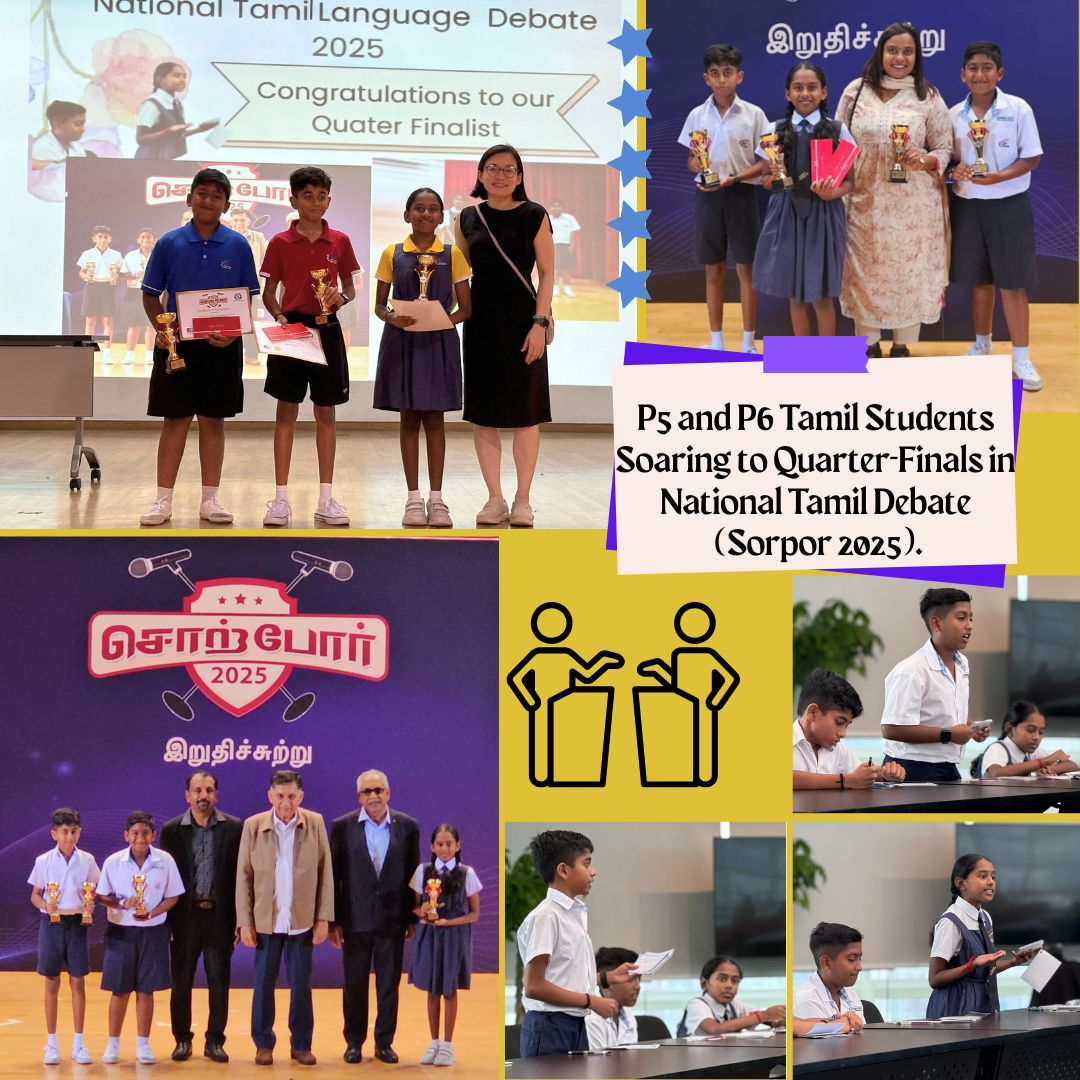 National Tamil Language Debate
2025
Congratulations to our
Quater Finalist
சொற்போர்
இறுதிச்சுற்று
P5 and P6 Tamil Students
Soaring to Quarter-Finals in
National Tamil Debate
(Sorpor 2025).
சொற்போர்
2025
இறுதிச்சுற்று